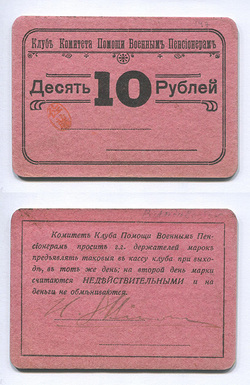 Клубъ Комитета Помощи Военнымъ Пенсіонерамъ
Десять 10 Рублей
Комитетъ Клуба Помощи Военнымъ Пен-
сіонерамъ проситъ г.г. держателей марокъ
предъявлять таковыя въ кассу клуба при выхо-
дѣ, въ тотъ же день; на второй день марки
считаются НЕДѢЙСТВИТЕЛЬНЫМИ и на
деньги не обмѣниваются.